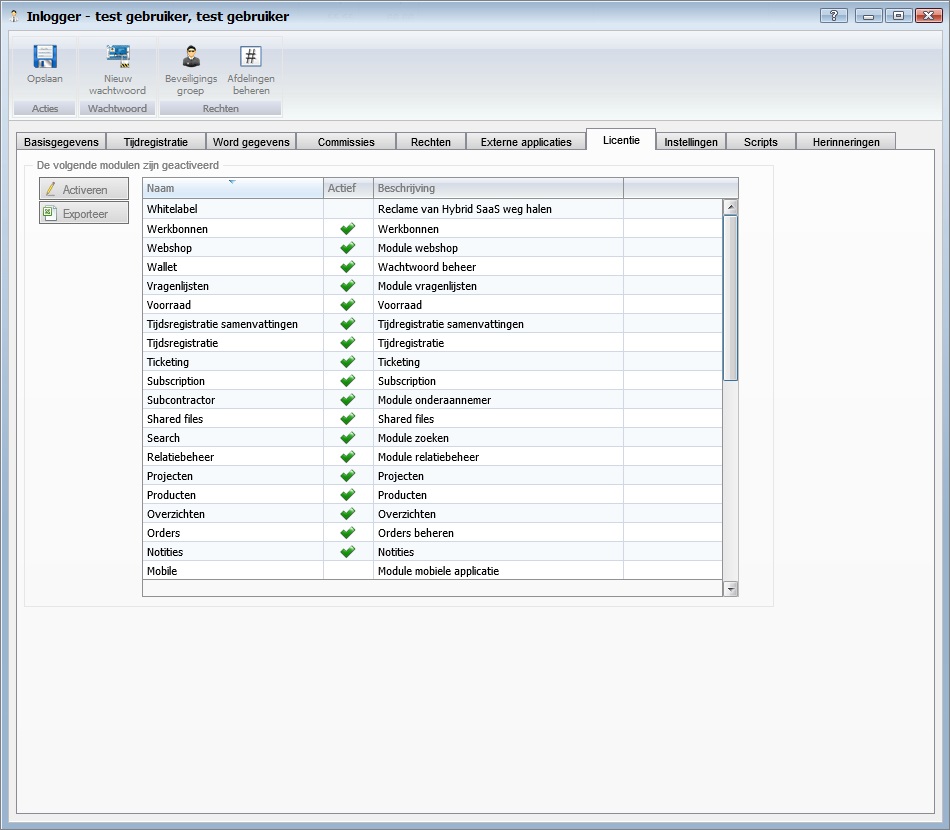 Inlogger - test gebruiker, test gebruiker
?
Opslaan
Nieuw wachtwoord
Beveiligings groep
#
Afdelingen beheren
Acties
Wachtwoord
Rechten
Basisgegevens Tijdregistratie Word gegevens Commissies Rechten Externe applicaties Licentie Instellingen Scripts Herinneringen
De volgende modulen zijn geactiveerd
Activeren
Exporteer
Naam Actief Beschrijving
Whitelabel Reclame van Hybrid SaaS weg halen
Werkbonnen Werkbonnen
Webshop Module webshop
Wallet Wachtwoord beheer
Vragenlijsten Module vragenlijsten
Voorraad Voorraad
Tijdsregistratie samenvattingen Tijdregistratie samenvattingen
Tijdsregistratie Tijdregistratie
Ticketing Ticketing
Subscription Subscription
Subcontractor Module onderaannemer
Shared files Shared files
Search Module zoeken
Relatiebeheer Module relatiebeheer
Projecten Projecten
Producten Producten
Overzichten Overzichten
Orders Orders beheren
Notities Notities
Mobile Module mobiele applicatie